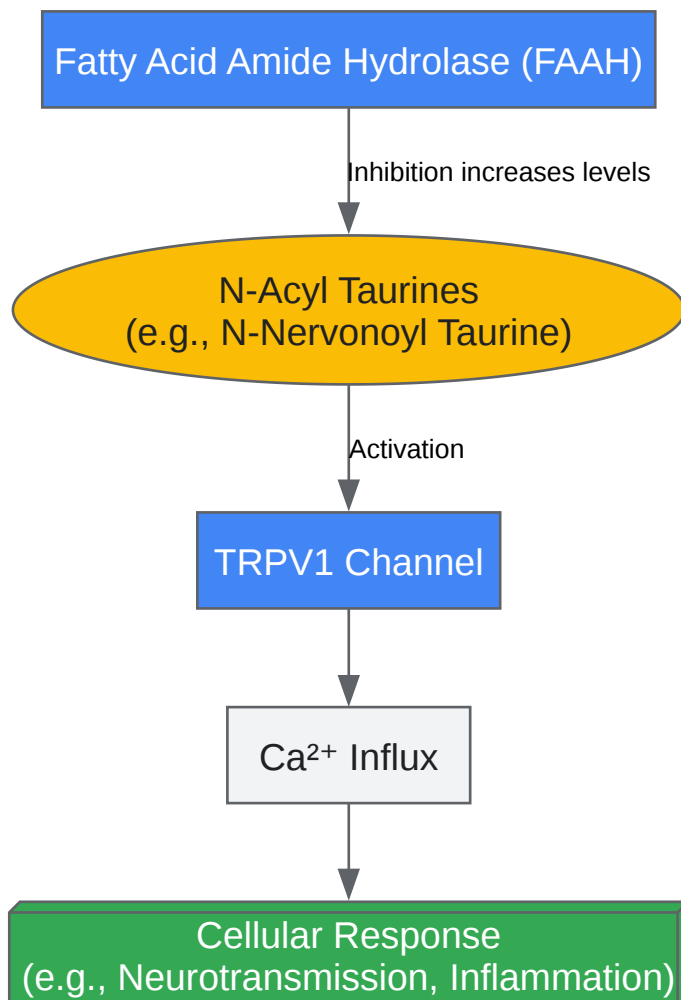 Fatty Acid Amide Hydrolase (FAAH)
Inhibition increases levels
N-Acyl Taurines
(e.g., N-Nervonoyl Taurine)
Activation
TRPV1 Channel
Ca²⁺ Influx
Cellular Response
(e.g., Neurotransmission, Inflammation)